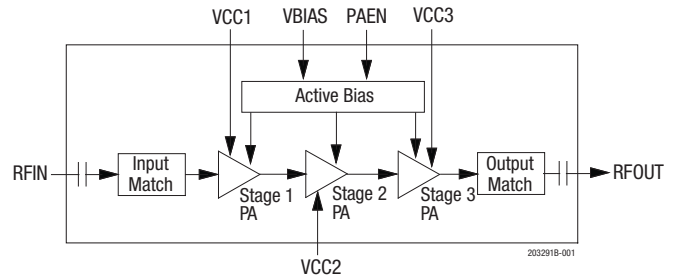 VCC1
VBIAS
PAEN
VCC3
Active Bias
RFIN
Input
Match
Stage 1
PA
Stage 2
PA
Stage 3
PA
Output
Match
RFOUT
VCC2
203291B-001